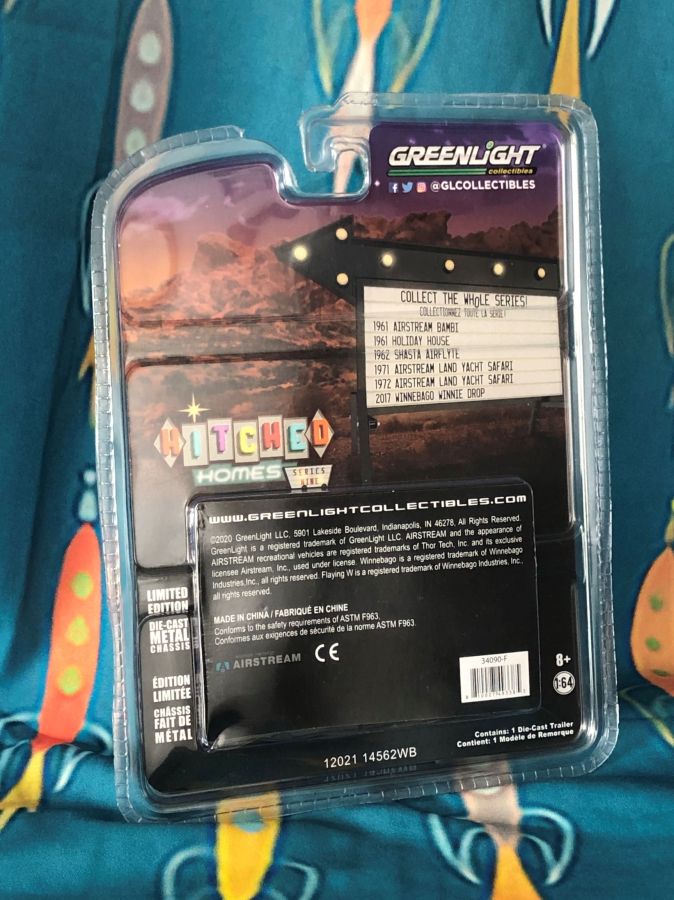 GREENLiGHT
collectibles
@GLCOLLECTIBLES
COLLECT THE WHOLE SERIES!
COLLECTIONNEZ TOUTE LA SÉRIE!
1961 AIRSTREAM BAMBI
1961 HOLIDAY HOUSE
1962 SHASTA AIRFLYTE
1971 AIRSTREAM LAND YACHT SAFARI
1972 AIRSTREAM LAND YACHT SAFARI
2017 WINNEBAGO WINNIE DROP
HITCHED
HOMES
SERIES
NINE
WWW.GREENLIGHTCOLLECTIBLES.COM
©2020 GreenLight LLC, 5901 Lakeside Boulevard, Indianapolis, IN 46278, All Rights Reserved.
GreenLight is a registered trademark of GreenLight LLC. AIRSTREAM and the appearance of
AIRSTREAM recreational vehicles are registered trademarks of Thor Tech, Inc. and its exclusive
licensee Airstream, Inc., used under license. Winnebago is a registered trademark of Winnebago
Industries,Inc., all rights reserved. Flaying W is a registered trademark of Winnebago Industries, Inc.,
all rights reserved.
MADE IN CHINA / FABRIQUÉ EN CHINE
Conforms to the safety requirements of ASTM F963.
Conformes aux exigences de sécurité de la norme ASTM F963.
AIRSTREAM CE
LIMITED
EDITION
DIE-CAST
METAL
CHASSIS
ÉDITION
LIMITÉE
CHÂSSIS
FAIT DE
MÉTAL
34090-F
8+
1:64
Contains: 1 Die-Cast Trailer
Contient: 1 Modèle de Remorque
12021 14562WB